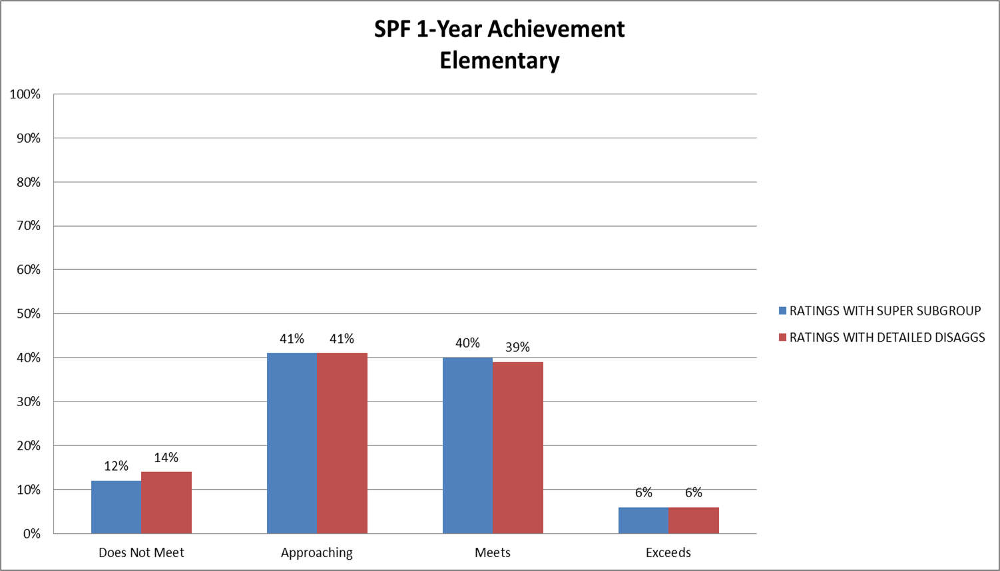 SPF 1-Year Achievement
Elementary
100%
90%
80%
70%
60%
50%
40%
30%
20%
10%
0%
12%
14%
41%
41%
40%
39%
6%
6%
Does Not Meet
Approaching
Meets
Exceeds
RATINGS WITH SUPER SUBGROUP
RATINGS WITH DETAILED DISAGGS